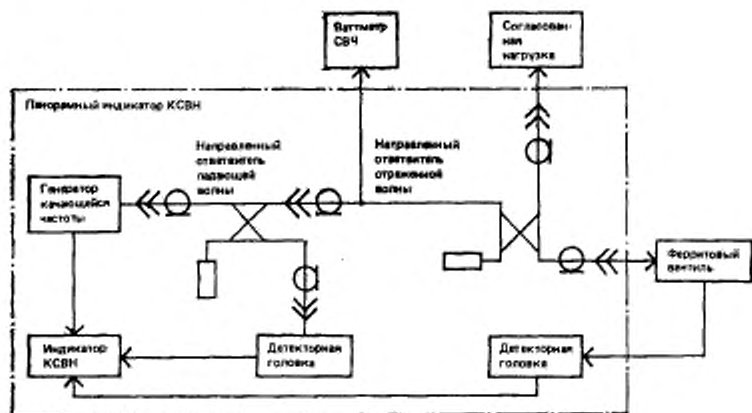 Ваттметр
СВЧ
Согласован-
ная
нагрузка
Панорамный индикатор КСВН
Направленный
ответвитель
падающей
волны
Направленный
ответвитель
отраженной
волны
Генератор
качающейся
частоты
Ферритовый
вентиль
Индикатор
КСВН
Детекторная
головка
Детекторная
головка